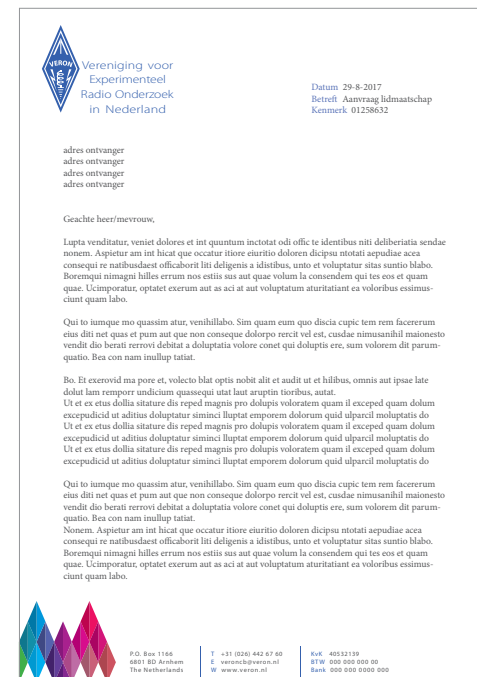 VERON
Vereniging voor
Experimenteel
Radio Onderzoek
in Nederland
Datum 29-8-2017
Betreft Aanvraag lidmaatschap
Kenmerk 01258632
adres ontvanger
adres ontvanger
adres ontvanger
adres ontvanger
Geachte heer/mevrouw,
Lupta venditatur, veniet dolores et int quuntum inctotat odi offic te identibus niti deliberiatia sendae
nonem. Aspietur am int hicat que occatur itiore eiuritio doloren dicipsu ntotati aepudiae acea
consequi re natibusdaest officaborit liti deligenis a idistibus, unto et voluptatur sitas suntio blabo.
Boremqui nimagni hilles errum nos estiis sus aut quae volum la consendem qui tes eos et quam
quae. Ucimporatur, optatet exerum aut as aci at aut voluptatum aturitatiant ea voloribus essimus-
ciunt quam labo.
Qui to iumque mo quassim atur, venihillabo. Sim quam eum quo discia cupic tem rem facererum
eius diti net quas et pum aut que non conseque dolorpo rercit vel est, cusdae nimusanihil maionesto
vendit dio berati rerrovi debitat a doluptatia volore conet qui doluptis ere, sum volorem dit parum-
quatio. Bea con nam inullup tatiat.
Bo. Et exerovid ma pore et, volecto blat optis nobit alit et audit ut et hilibus, omnis aut ipsae late
dolut lam remporr undicium quassequi utat laut aruptin tioribus, autat.
Ut et ex etus dollia sitature dis reped magnis pro dolupis voloratem quam il exceped quam dolum
excepudicid ut aditius doluptatur siminci lluptat emporem dolorum quid ulparcil moluptatis do
Ut et ex etus dollia sitature dis reped magnis pro dolupis voloratem quam il exceped quam dolum
excepudicid ut aditius doluptatur siminci lluptat emporem dolorum quid ulparcil moluptatis do
Ut et ex etus dollia sitature dis reped magnis pro dolupis voloratem quam il exceped quam dolum
excepudicid ut aditius doluptatur siminci lluptat emporem dolorum quid ulparcil moluptatis do
Qui to iumque mo quassim atur, venihillabo. Sim quam eum quo discia cupic tem rem facererum
eius diti net quas et pum aut que non conseque dolorpo rercit vel est, cusdae nimusanihil maionesto
vendit dio berati rerrovi debitat a doluptatia volore conet qui doluptis ere, sum volorem dit parum-
quatio. Bea con nam inullup tatiat.
Nonem. Aspietur am int hicat que occatur itiore eiuritio doloren dicipsu ntotati aepudiae acea
consequi re natibusdaest officaborit liti deligenis a idistibus, unto et voluptatur sitas suntio blabo.
Boremqui nimagni hilles errum nos estiis sus aut quae volum la consendem qui tes eos et quam
quae. Ucimporatur, optatet exerum aut as aci at aut voluptatum aturitatiant ea voloribus essimus-
ciunt quam labo.
P.O. Box 1166
6801 BD Arnhem
The Netherlands
T +31 (026) 442 67 60
E veroncb@veron.nl
W www.veron.nl
KvK 40532139
BTW 000 000 000 00
Bank 000 000 0000 000